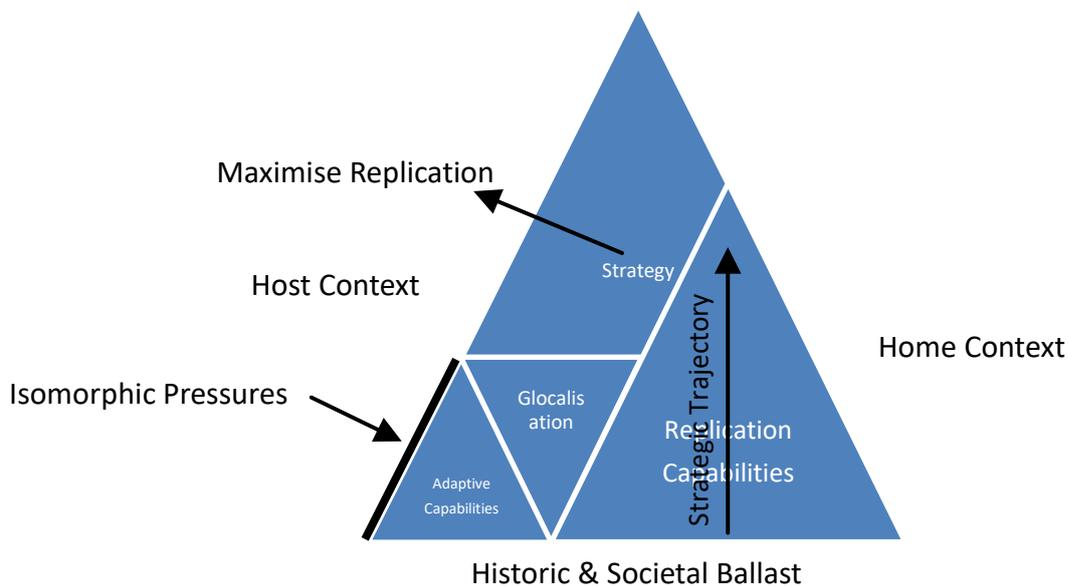 Maximise Replication
Strategy
Host Context
Home Context
Isomorphic Pressures
Glocalis
ation
Strategic Trajectory
Replication
Capabilities
Adaptive
Capabilities
Historic & Societal Ballast